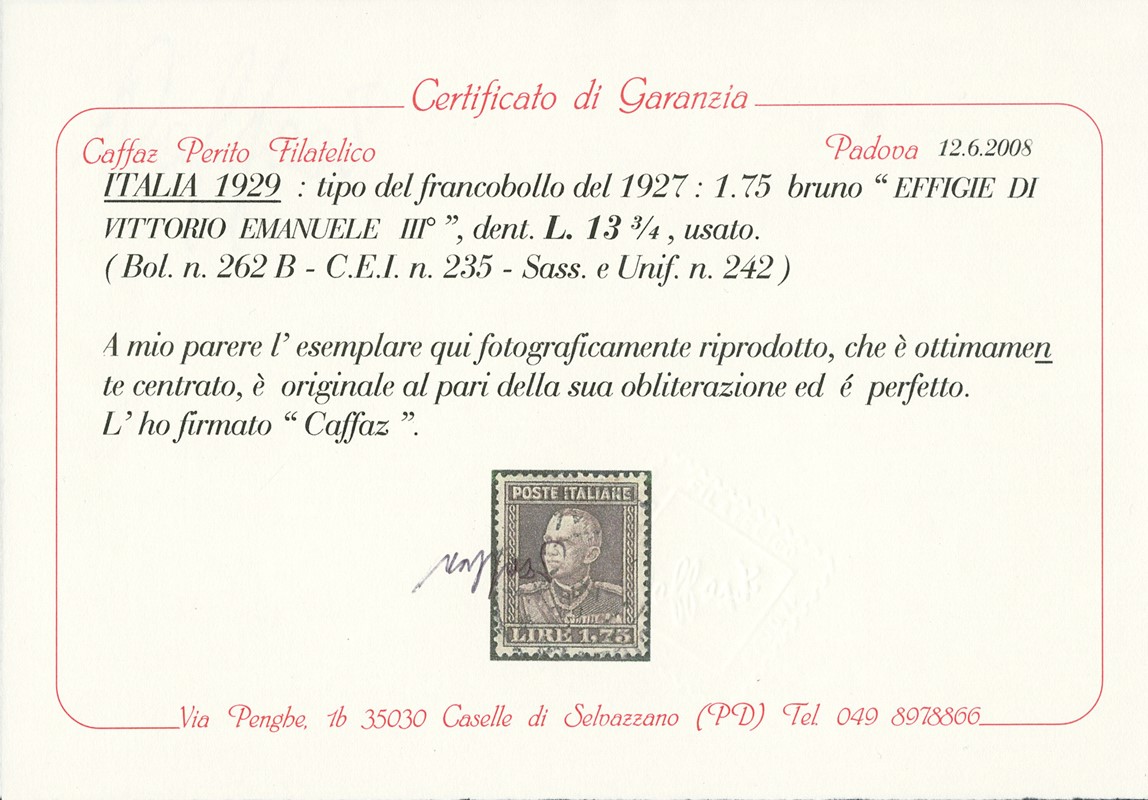 Certificato di Garanzia
Caffaz Perito Filatelico
Padova 12.6.2008
ITALIA 1929 : tipo del francobollo del 1927 : 1.75 bruno “ EFFIGIE DI
VITTORIO EMANUELE III° ”, dent. L. 13 ¾ , usato.
( Bol. n. 262 B - C.E.I. n. 235 - Sass. e Unif. n. 242 )
A mio parere l’ esemplare qui fotograficamente riprodotto, che è ottimamen
te centrato, è originale al pari della sua obliterazione ed é perfetto.
L’ ho firmato “ Caffaz ”.
POSTE ITALIANE
Caffaz
LIRE 1.75
Via Penghe, 1b 35030 Caselle di Selvazzano (PD) Tel. 049 8978866